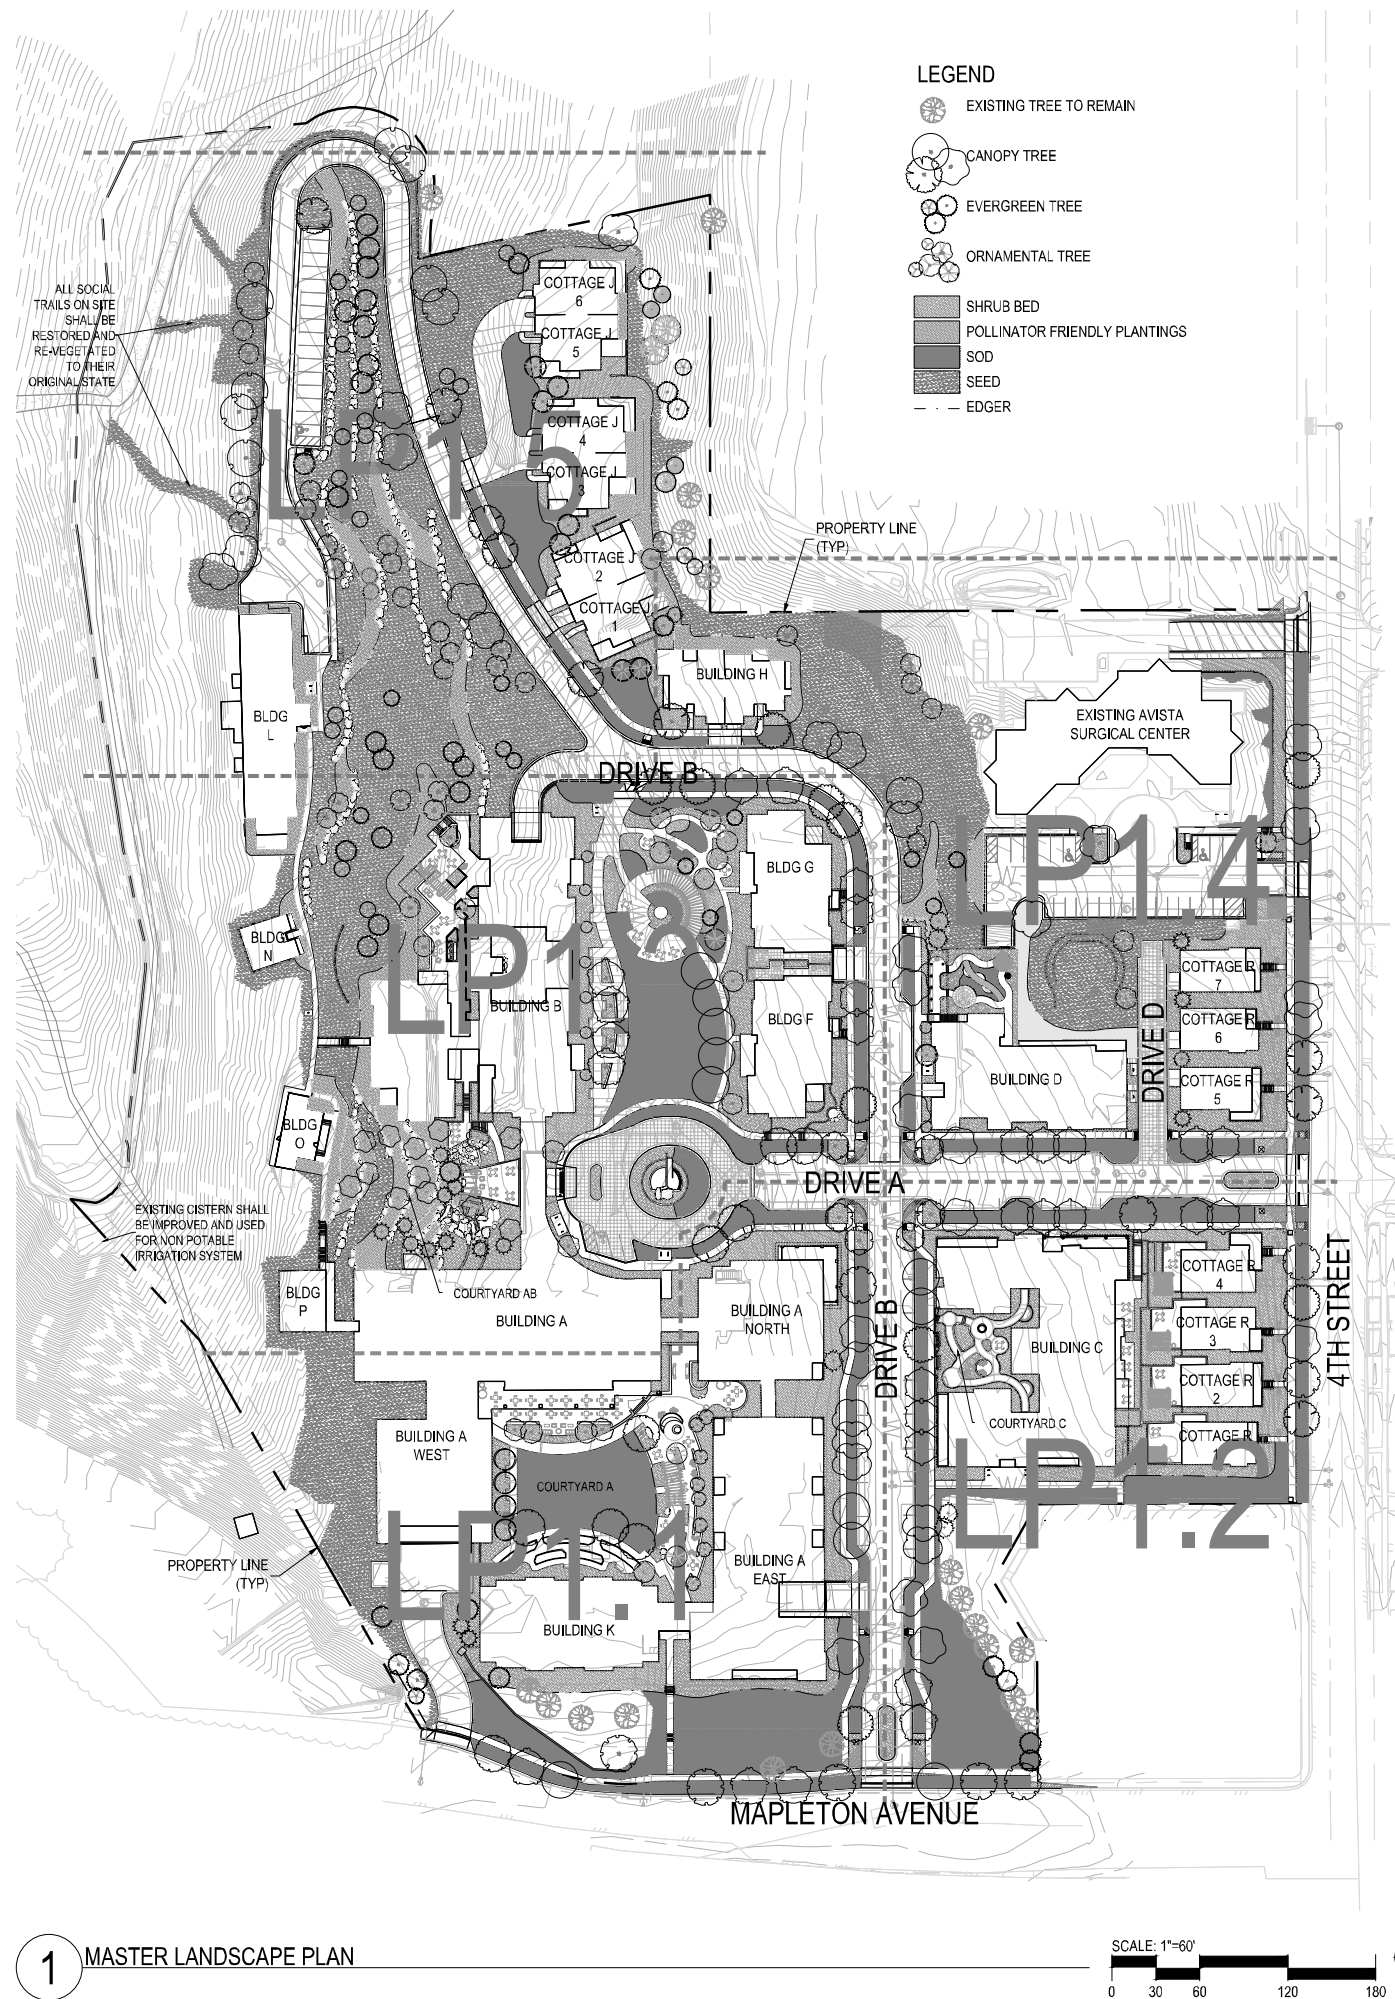 LEGEND
EXISTING TREE TO REMAIN
CANOPY TREE
EVERGREEN TREE
ORNAMENTAL TREE
SHRUB BED
POLLINATOR FRIENDLY PLANTINGS
SOD
SEED
EDGER
ALL SOCIAL
TRAILS ON SITE
SHALL BE
RESTORED AND
RE-VEGETATED
TO THEIR
ORIGINAL STATE
COTTAGE J
6
COTTAGE J
5
COTTAGE J
4
COTTAGE J
3
COTTAGE J
2
COTTAGE J
1
LP1.5
PROPERTY LINE
(TYP)
BUILDING H
BLDG
L
EXISTING AVISTA
SURGICAL CENTER
DRIVE B
BLDG G
LP1.4
BLDG
N
LP1.3
BUILDING B
BLDG F
COTTAGE R
7
COTTAGE R
6
COTTAGE R
5
DRIVE D
BUILDING D
BLDG
O
DRIVE A
EXISTING CISTERN SHALL
BE IMPROVED AND USED
FOR NON POTABLE
IRRIGATION SYSTEM
BLDG
P
COURTYARD AB
BUILDING A
BUILDING A
NORTH
DRIVE B
BUILDING C
COURTYARD C
COTTAGE R
4
COTTAGE R
3
COTTAGE R
2
COTTAGE R
1
4TH STREET
BUILDING A
WEST
COURTYARD A
LP1.1
LP1.2
BUILDING A
EAST
PROPERTY LINE
(TYP)
BUILDING K
MAPLETON AVENUE
1
MASTER LANDSCAPE PLAN
SCALE: 1"=60'
0 30 60 120 180